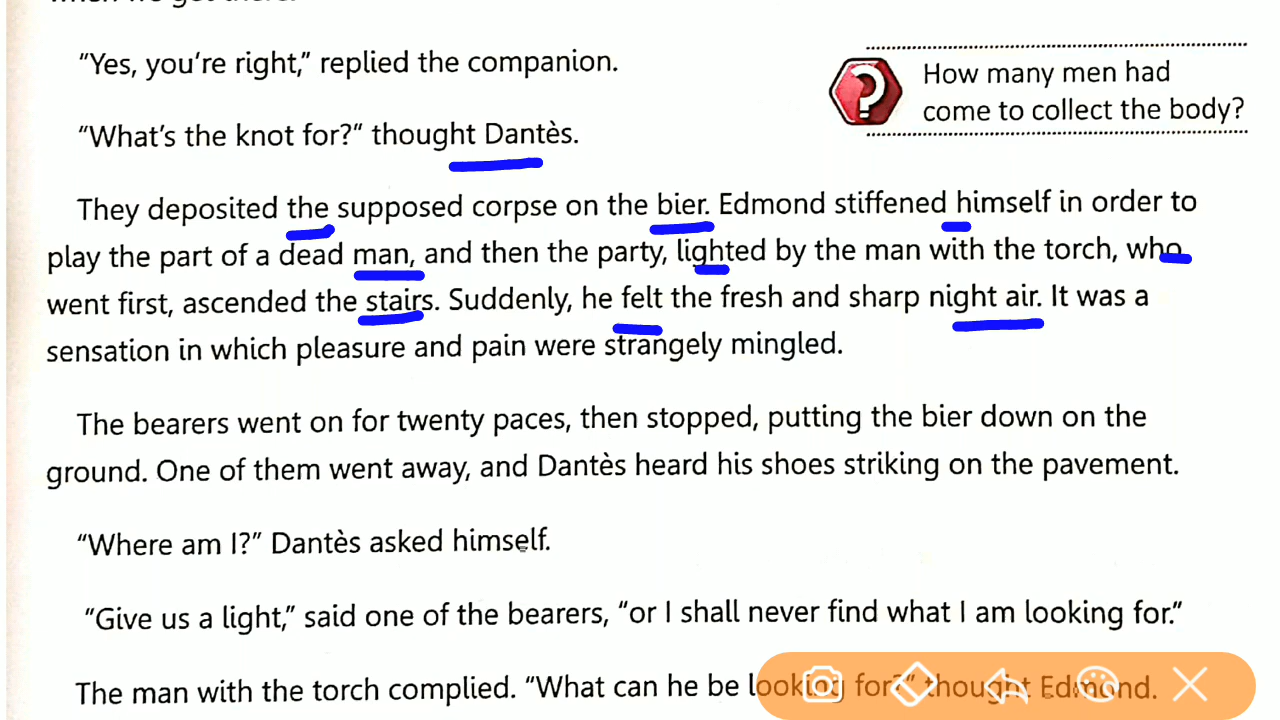 "Yes, you're right," replied the companion.
How many men had
come to collect the body?
"What's the knot for?" thought Dantès.
They deposited the supposed corpse on the bier. Edmond stiffened himself in order to
play the part of a dead man, and then the party, lighted by the man with the torch, who
went first, ascended the stairs. Suddenly, he felt the fresh and sharp night air. It was a
sensation in which pleasure and pain were strangely mingled.
The bearers went on for twenty paces, then stopped, putting the bier down on the
ground. One of them went away, and Dantès heard his shoes striking on the pavement.
"Where am I?" Dantès asked himself.
"Give us a light," said one of the bearers, "or I shall never find what I am looking for."
The man with the torch complied. "What can he be looking for?" thought Edmond.